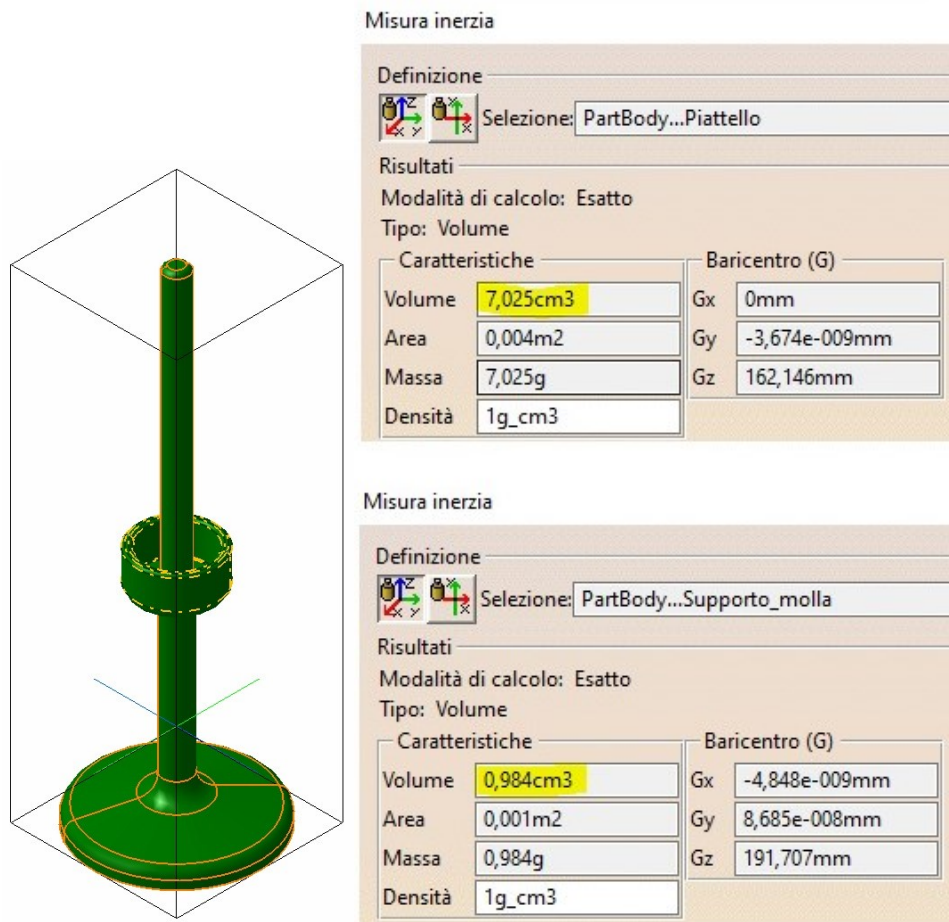 Misura inerzia
Definizione
Selezione: PartBody...Piattello
Risultati
Modalità di calcolo: Esatto
Tipo: Volume
Caratteristiche
Baricentro (G)
Volume 7,025cm3 Gx 0mm
Area 0,004m2 Gy -3,674e-009mm
Massa 7,025g Gz 162,146mm
Densità 1g_cm3
Misura inerzia
Definizione
Selezione: PartBody...Supporto_molla
Risultati
Modalità di calcolo: Esatto
Tipo: Volume
Caratteristiche
Baricentro (G)
Volume 0,984cm3 Gx -4,848e-009mm
Area 0,001m2 Gy 8,685e-008mm
Massa 0,984g Gz 191,707mm
Densità 1g_cm3